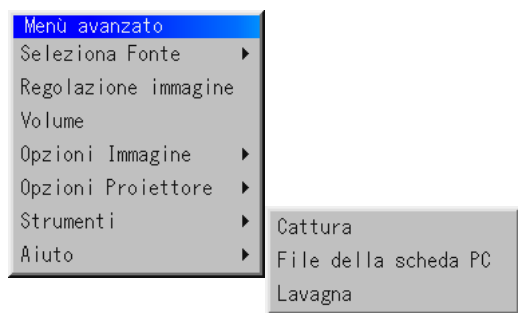 Menù avanzato
Seleziona Fonte
Regolazione immagine
Volume
Opzioni Immagine
Opzioni Proiettore
Strumenti
Aiuto
Cattura
File della scheda PC
Lavagna